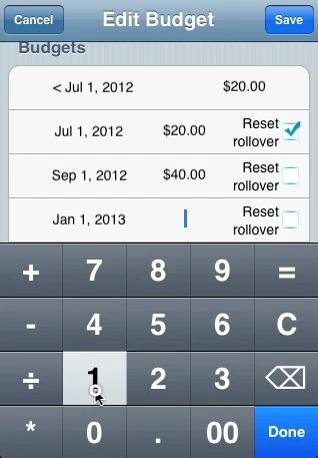 Cancel Edit Budget Save
Budgets
< Jul 1, 2012 $20.00
Jul 1, 2012 $20.00 Reset rollover
Sep 1, 2012 $40.00 Reset rollover
Jan 1, 2013 Reset rollover
+ 7 8 9 =
- 4 5 6 C
÷ 1 2 3
* 0 . 00 Done